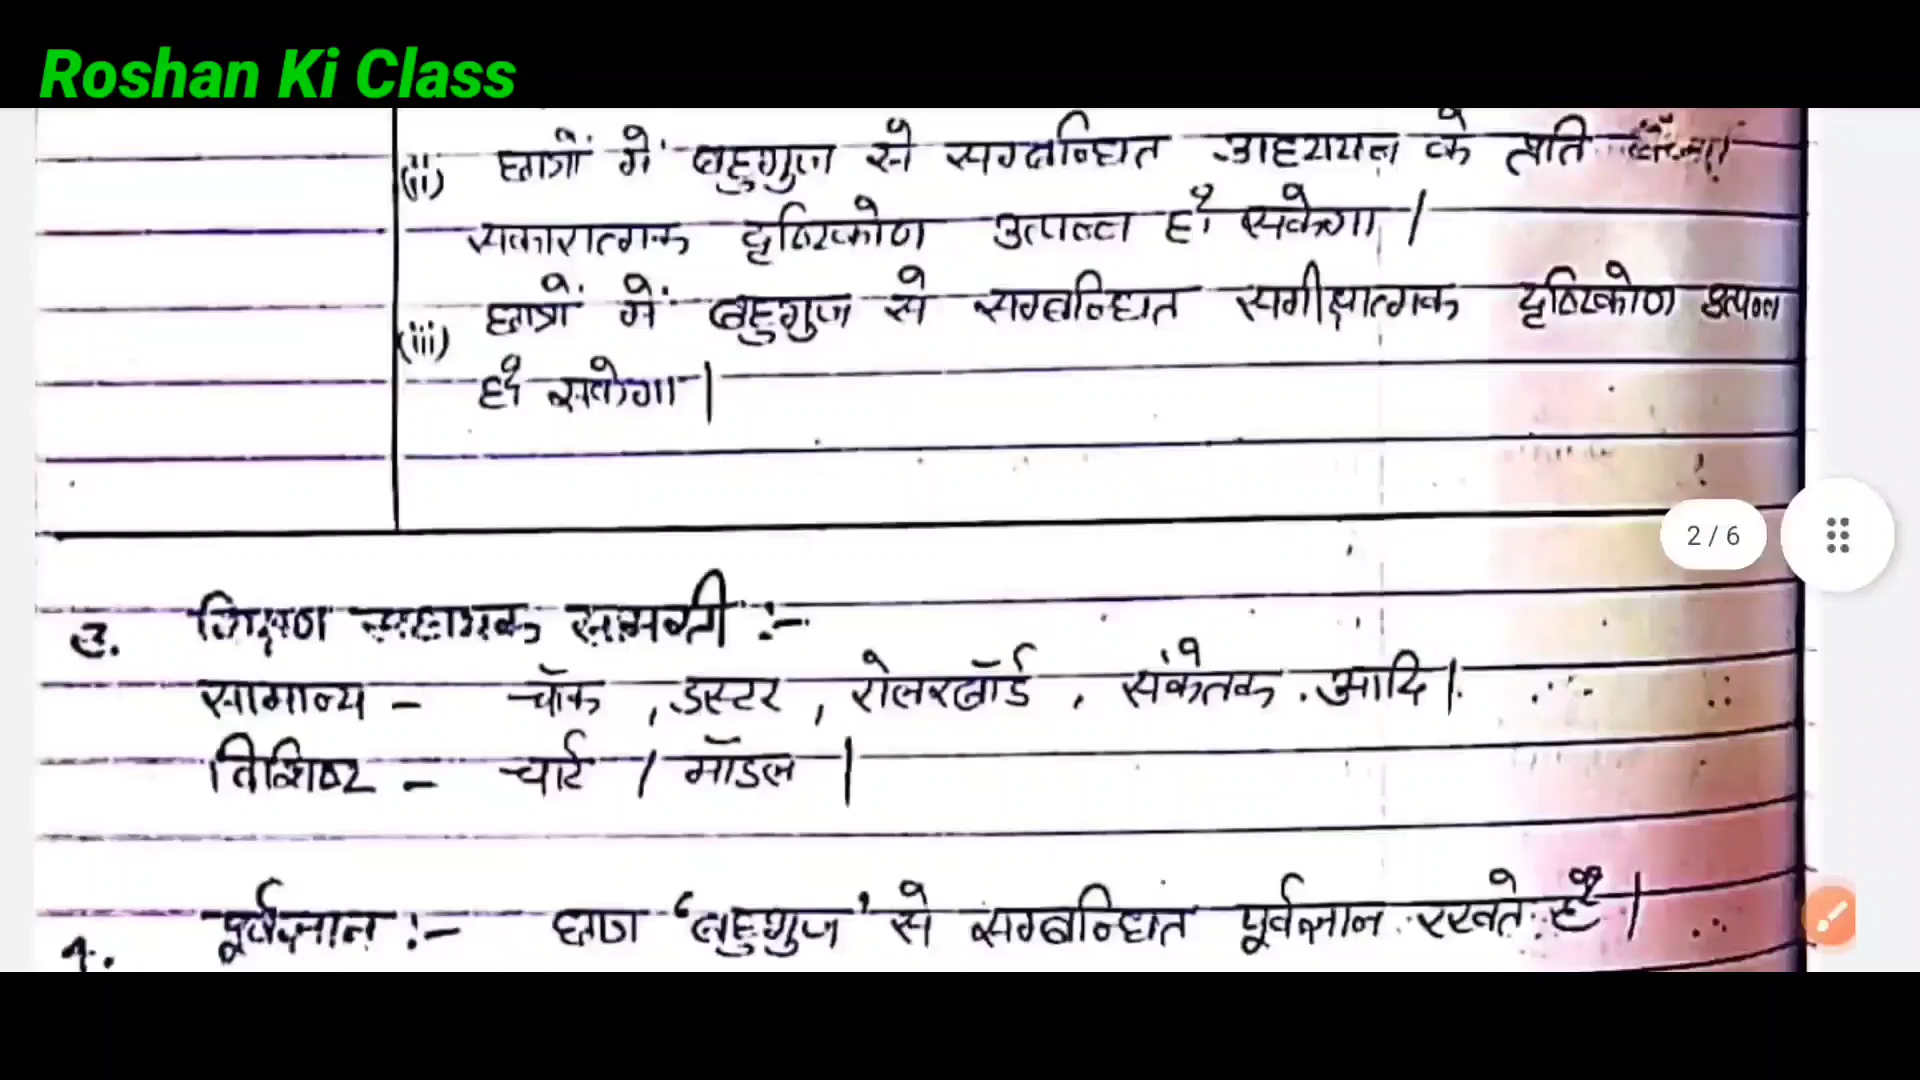 Roshan Ki Class
(ii) छात्रों में बहुभुज से सम्बन्धित अध्ययन के प्रति
सकारात्मक दृष्टिकोण उत्पन्न हो सकेगा।
(iii) छात्रों में बहुभुज से सम्बन्धित समीक्षात्मक दृष्टिकोण उत्पन्न
हो सकेगा।
2/6
3. शिक्षण सहायक सामग्री :-
सामान्य - चॉक, डस्टर, रोलरबोर्ड, संकेतक आदि।
विशिष्ट - चार्ट / मॉडल।
4. पूर्वज्ञान :- छात्र 'बहुभुज' से सम्बन्धित पूर्वज्ञान रखते है।